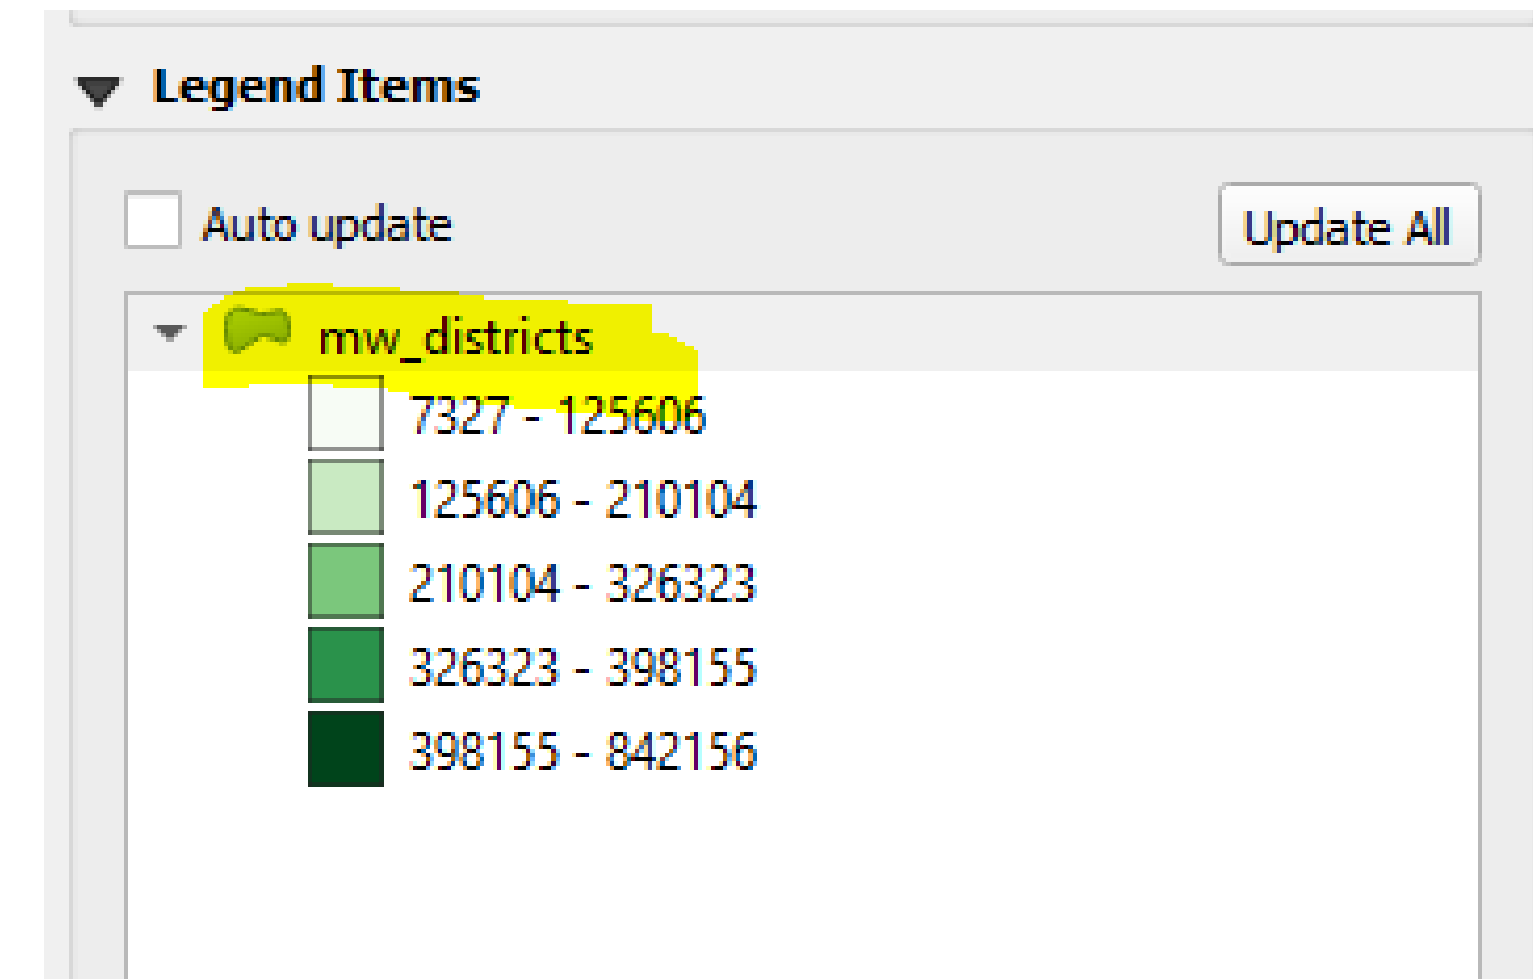 Legend Items
Auto update
Update All
mw_districts
7327 - 125606
125606 - 210104
210104 - 326323
326323 - 398155
398155 - 842156